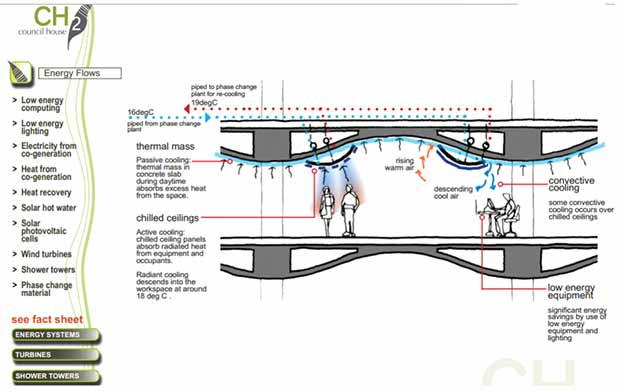 CH2
council house
Energy Flows
> Low energy
computing
> Low energy
lighting
> Electricity from
co-generation
> Heat from
co-generation
> Heat recovery
> Solar hot water
> Solar
photovoltaic
cells
> Wind turbines
> Shower towers
> Phase change
material
see fact sheet
ENERGY SYSTEMS
TURBINES
SHOWER TOWERS
piped to phase change
plant for re-cooling
19degC
16degC
piped from phase change
plant
thermal mass
Passive cooling:
thermal mass in
concrete slab
during daytime
absorbs excess heat
from the space.
chilled ceilings
Active cooling:
chilled ceiling panels
absorb radiated heat
from equipment and
occupants.
Radiant cooling
descends into the
workspace at around
18 deg C .
rising
warm air
descending
cool air
convective
cooling
some convective
cooling occurs over
chilled ceilings
low energy
equipment
significant energy
savings by use of
low energy
equipment and
lighting
CH